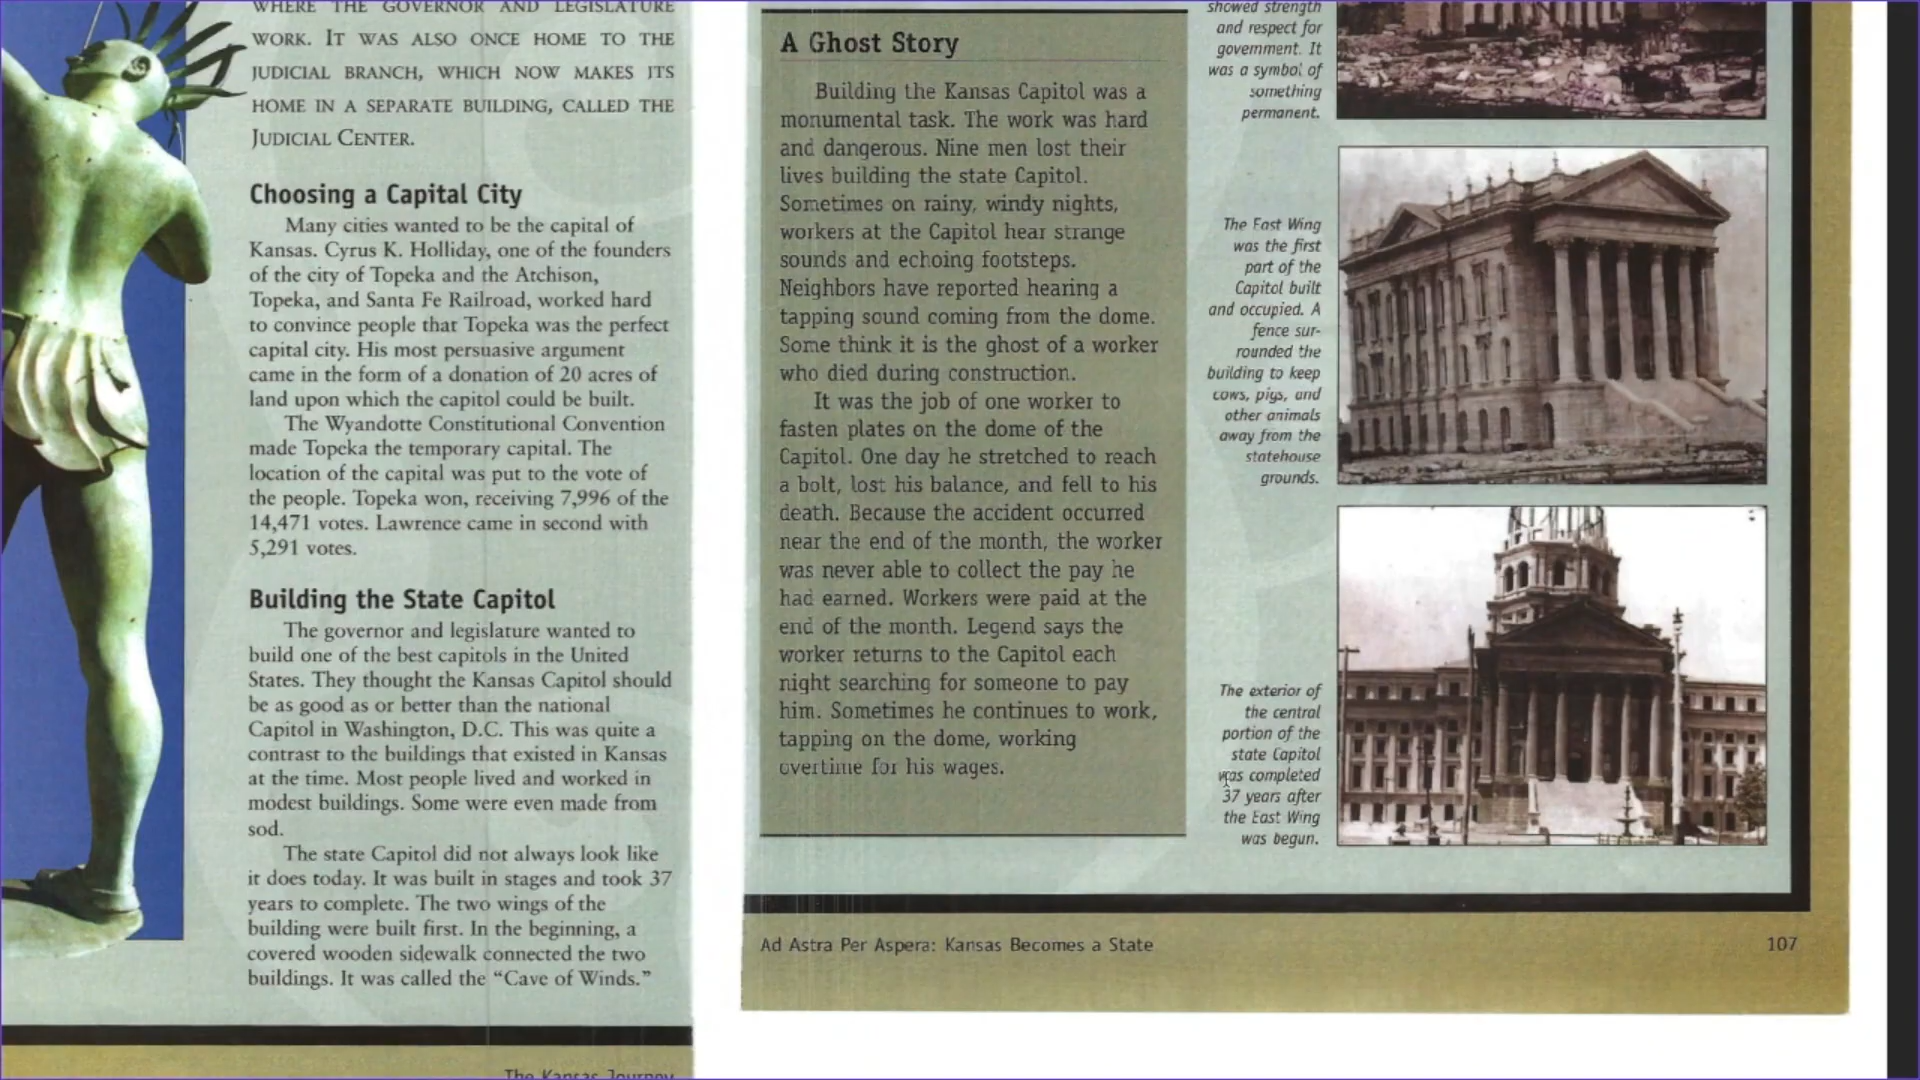 WHERE THE GOVERNOR AND LEGISLATURE
WORK. IT WAS ALSO ONCE HOME TO THE
JUDICIAL BRANCH, WHICH NOW MAKES ITS
HOME IN A SEPARATE BUILDING, CALLED THE
JUDICIAL CENTER.
Choosing a Capital City
Many cities wanted to be the capital of
Kansas. Cyrus K. Holliday, one of the founders
of the city of Topeka and the Atchison,
Topeka, and Santa Fe Railroad, worked hard
to convince people that Topeka was the perfect
capital city. His most persuasive argument
came in the form of a donation of 20 acres of
land upon which the capitol could be built.
The Wyandotte Constitutional Convention
made Topeka the temporary capital. The
location of the capital was put to the vote of
the people. Topeka won, receiving 7,996 of the
14,471 votes. Lawrence came in second with
5,291 votes.
Building the State Capitol
The governor and legislature wanted to
build one of the best capitols in the United
States. They thought the Kansas Capitol should
be as good as or better than the national
Capitol in Washington, D.C. This was quite a
contrast to the buildings that existed in Kansas
at the time. Most people lived and worked in
modest buildings. Some were even made from
sod.
The state Capitol did not always look like
it does today. It was built in stages and took 37
years to complete. The two wings of the
building were built first. In the beginning, a
covered wooden sidewalk connected the two
buildings. It was called the “Cave of Winds.”
The Kansas Journey
A Ghost Story
Building the Kansas Capitol was a
monumental task. The work was hard
and dangerous. Nine men lost their
lives building the state Capitol.
Sometimes on rainy, windy nights,
workers at the Capitol hear strange
sounds and echoing footsteps.
Neighbors have reported hearing a
tapping sound coming from the dome.
Some think it is the ghost of a worker
who died during construction.
It was the job of one worker to
fasten plates on the dome of the
Capitol. One day he stretched to reach
a bolt, lost his balance, and fell to his
death. Because the accident occurred
near the end of the month, the worker
was never able to collect the pay he
had earned. Workers were paid at the
end of the month. Legend says the
worker returns to the Capitol each
night searching for someone to pay
him. Sometimes he continues to work,
tapping on the dome, working
overtime for his wages.
showed strength
and respect for
government. It
was a symbol of
something
permanent.
The East Wing
was the first
part of the
Capitol built
and occupied. A
fence sur-
rounded the
building to keep
cows, pigs, and
other animals
away from the
statehouse
grounds.
The exterior of
the central
portion of the
state Capitol
was completed
37 years after
the East Wing
was begun.
Ad Astra Per Aspera: Kansas Becomes a State
107